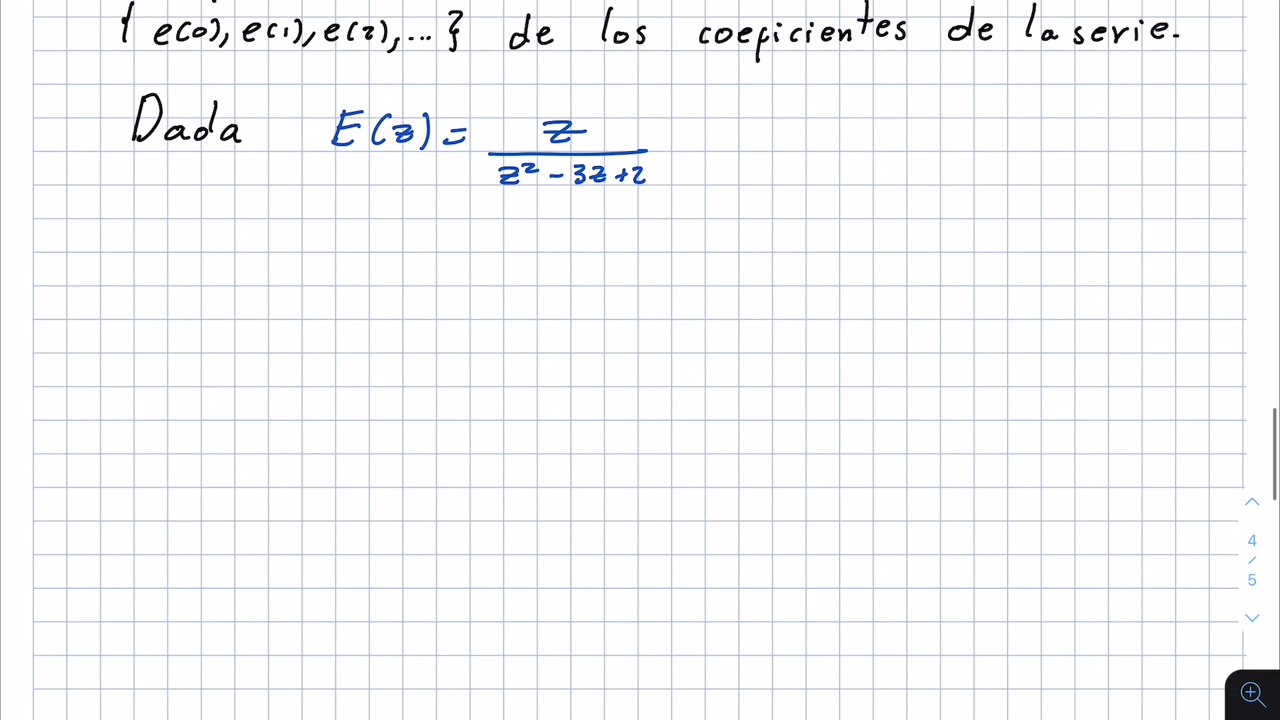 { e(0), e(1), e(2), ... } de los coeficientes de la serie.
Dada E(z) = z
z² - 3z + 2
4
/
5